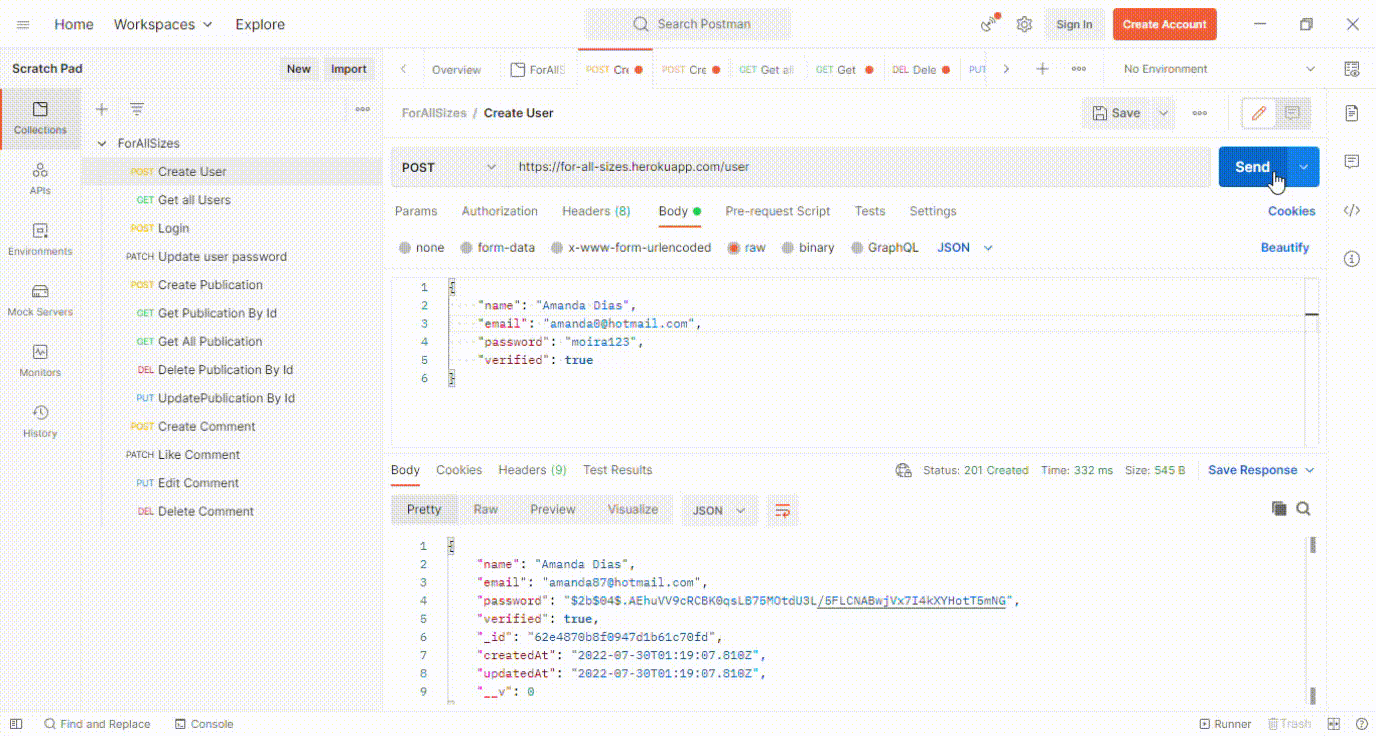 Home Workspaces Explore Search Postman Sign In Create Account
Scratch Pad New Import Overview ForAllS POST Cre POST Cre GET Get all GET Get DEL Dele PUT No Environment
Collections
APIs
Environments
Mock Servers
Monitors
History
ForAllSizes
POST Create User
GET Get all Users
POST Login
PATCH Update user password
POST Create Publication
GET Get Publication By Id
GET Get All Publication
DEL Delete Publication By Id
PUT UpdatePublication By Id
POST Create Comment
PATCH Like Comment
PUT Edit Comment
DEL Delete Comment
ForAllSizes / Create User Save
POST https://for-all-sizes.herokuapp.com/user Send
Params Authorization Headers (8) Body Pre-request Script Tests Settings Cookies
none form-data x-www-form-urlencoded raw binary GraphQL JSON Beautify
1 {
2 "name": "Amanda Dias",
3 "email": "amanda0@hotmail.com",
4 "password": "moira123",
5 "verified": true
6 }
Body Cookies Headers (9) Test Results Status: 201 Created Time: 332 ms Size: 545 B Save Response
Pretty Raw Preview Visualize JSON
1 {
2 "name": "Amanda Dias",
3 "email": "amanda87@hotmail.com",
4 "password": "$2b$04$.AEhuVV9cRCBK0qsLB75MOtdU3L/5FLCNABwjVx7I4kXYHotT5mNG",
5 "verified": true,
6 "_id": "62e4870b8f0947d1b61c70fd",
7 "createdAt": "2022-07-30T01:19:07.810Z",
8 "updatedAt": "2022-07-30T01:19:07.810Z",
9 "__v": 0
Find and Replace Console Runner Trash